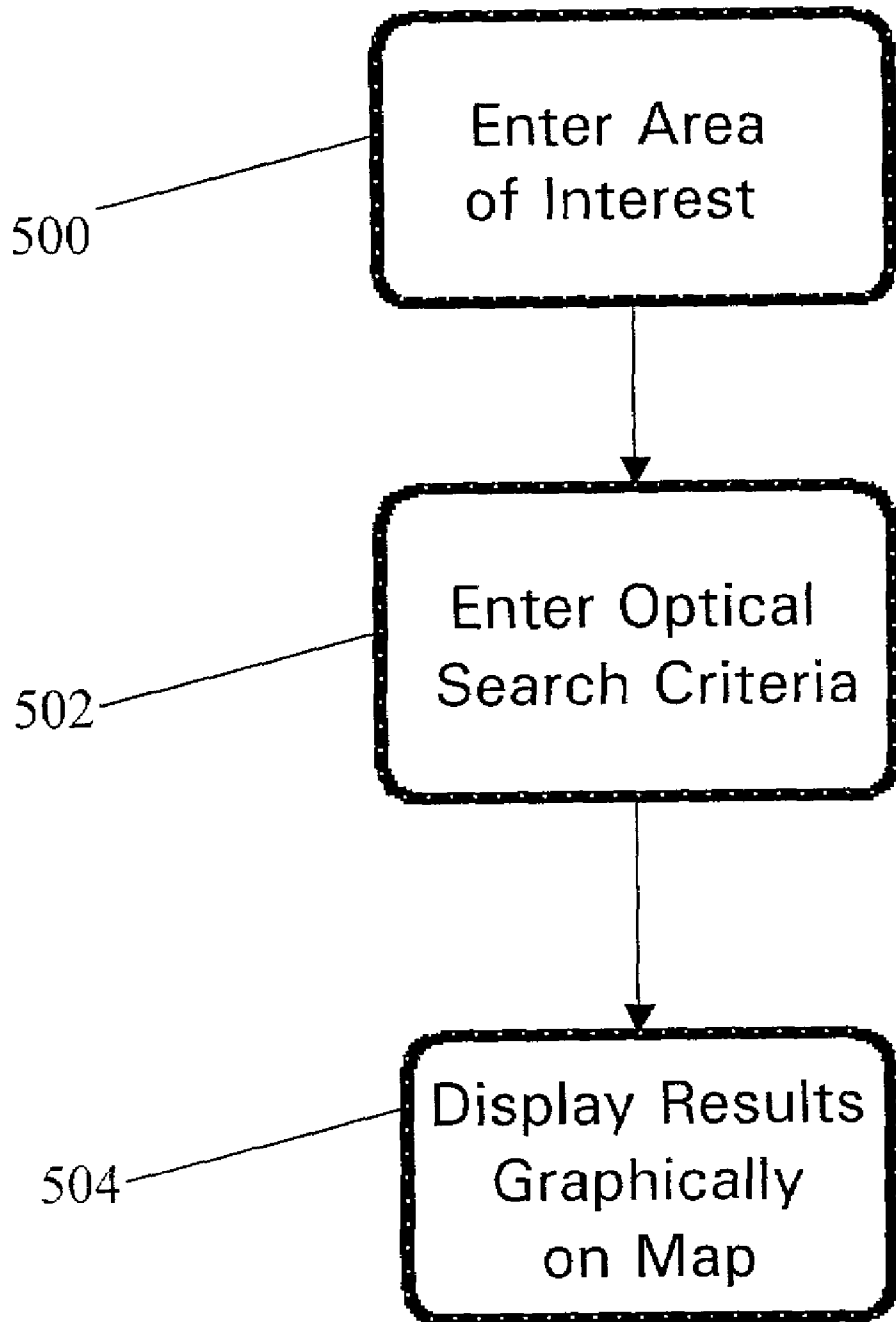 Enter Area
of Interest
500
Enter Optical
Search Criteria
502
Display Results
Graphically
on Map
504